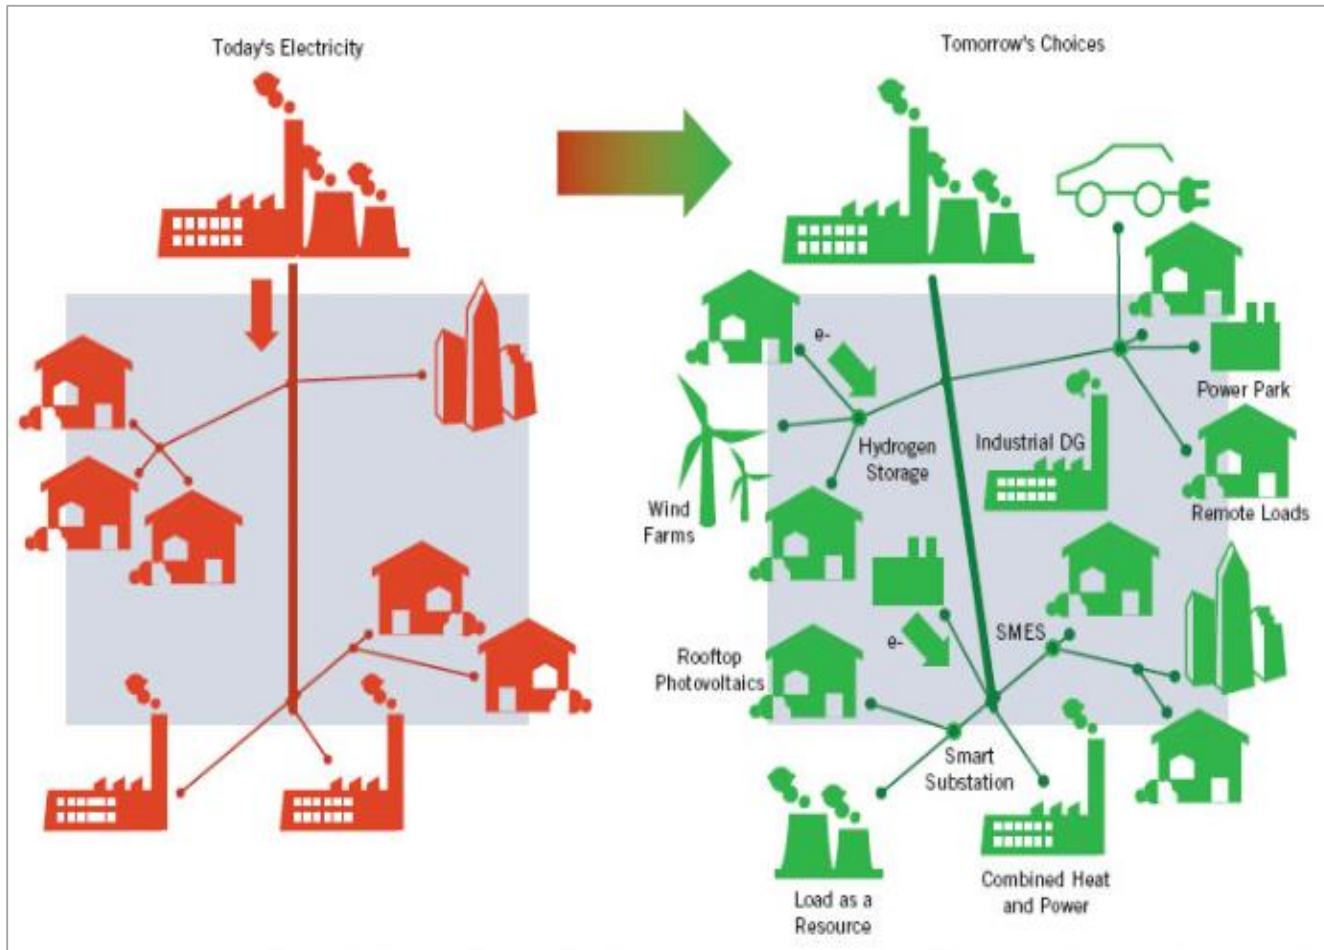 Today's Electricity
Tomorrow's Choices
e-
Power Park
Hydrogen
Storage
Industrial DG
Wind
Farms
Remote Loads
SMES
e-
Rooftop
Photovoltaics
Smart
Substation
Load as a
Resource
Combined Heat
and Power